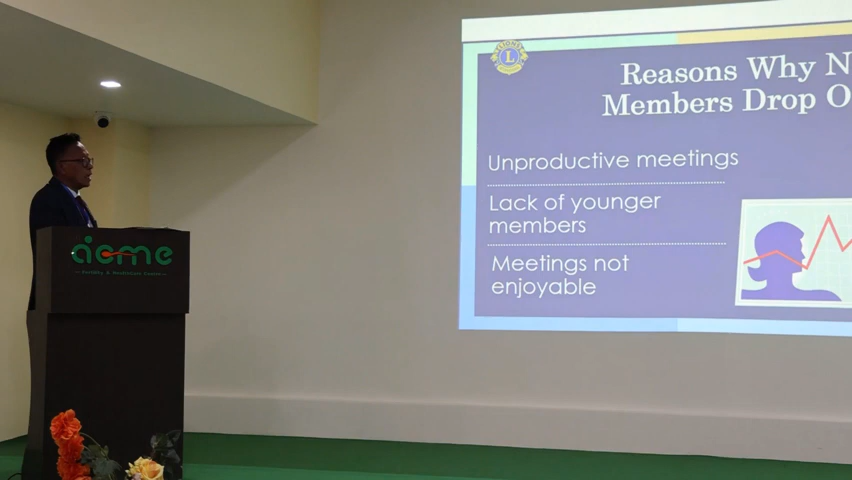 LIONS
L
Reasons Why N
Members Drop O
Unproductive meetings
Lack of younger
members
Meetings not
enjoyable
acme